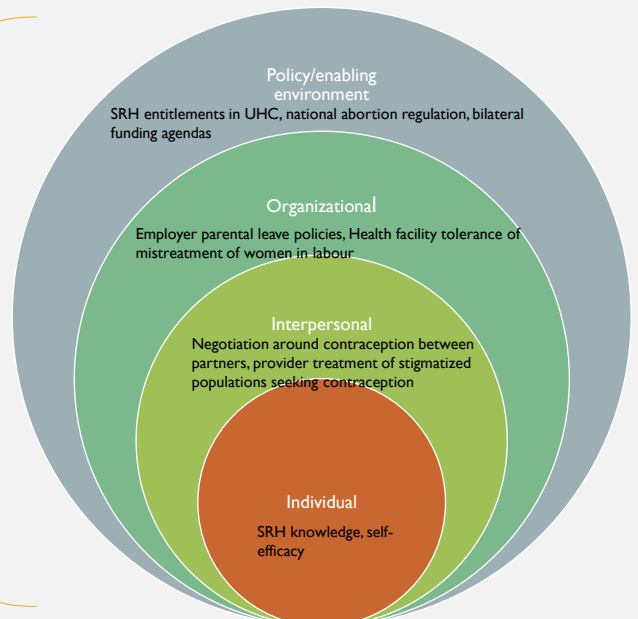 Policy/enabling
environment
SRH entitlements in UHC, national abortion regulation, bilateral
funding agendas
Organizational
Employer parental leave policies, Health facility tolerance of
mistreatment of women in labour
Interpersonal
Negotiation around contraception between
partners, provider treatment of stigmatized
populations seeking contraception
Individual
SRH knowledge, self-
efficacy